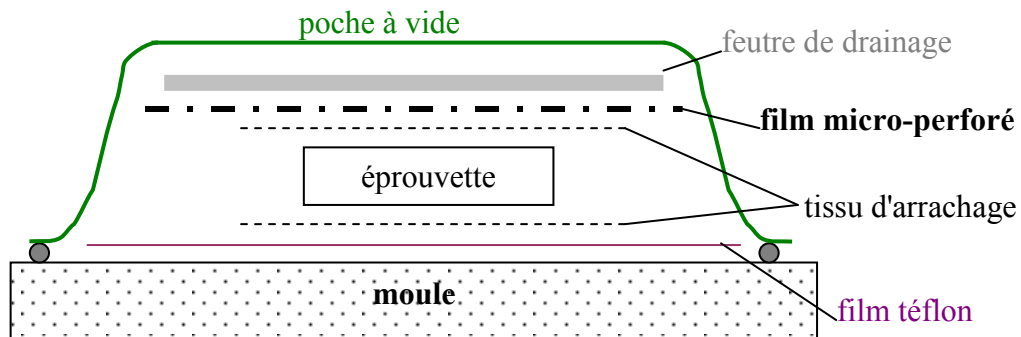 poche à vide
feutre de drainage
film micro-perforé
éprouvette
tissu d'arrachage
moule
film téflon